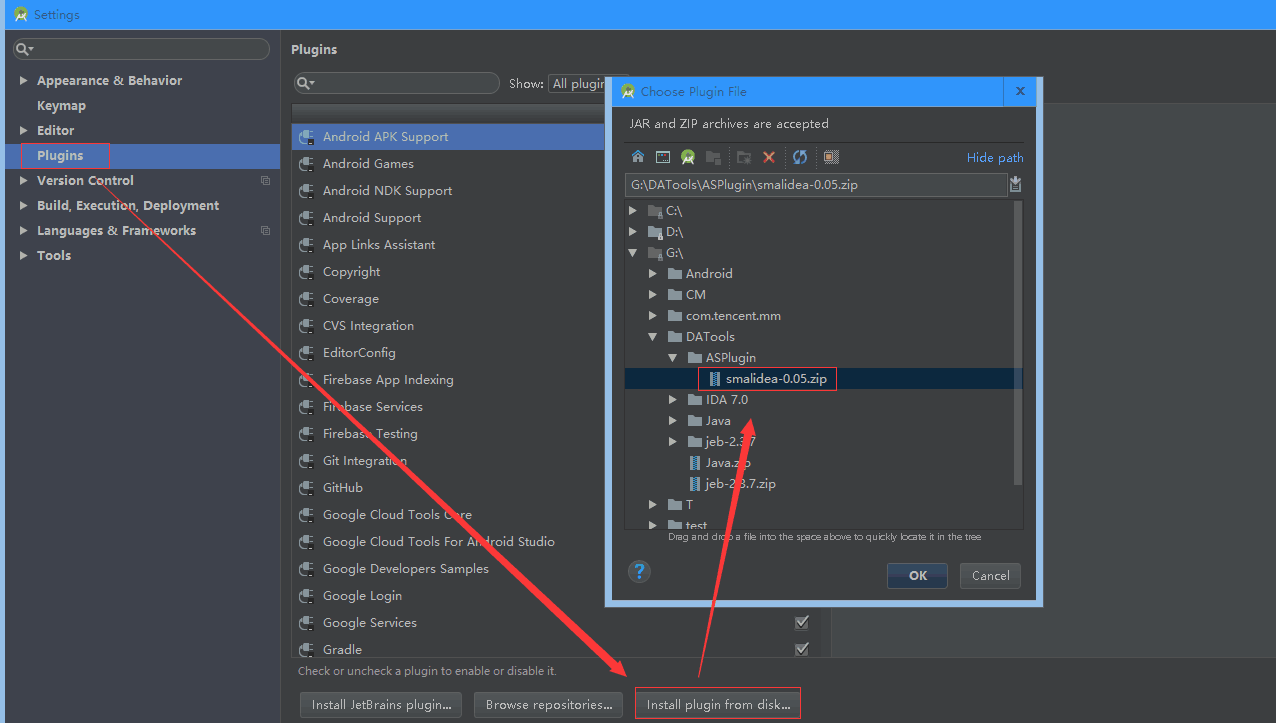 Settings
Appearance & Behavior
Keymap
Editor
Plugins
Version Control
Build, Execution, Deployment
Languages & Frameworks
Tools
Plugins
Show: All plugin
Android APK Support
Android Games
Android NDK Support
Android Support
App Links Assistant
Copyright
Coverage
CVS Integration
EditorConfig
Firebase App Indexing
Firebase Services
Firebase Testing
Git Integration
GitHub
Google Cloud Tools Core
Google Cloud Tools For Android Studio
Google Developers Samples
Google Login
Google Services
Gradle
Check or uncheck a plugin to enable or disable it.
Install JetBrains plugin...
Browse repositories...
Install plugin from disk...
Choose Plugin File
JAR and ZIP archives are accepted
Hide path
G:\DATools\ASPlugin\smalidea-0.05.zip
C:\
D:\
G:\
Android
CM
com.tencent.mm
DATools
ASPlugin
smalidea-0.05.zip
IDA 7.0
Java
jeb-2.3.7
Java.zip
jeb-2.3.7.zip
T
test
Drag and drop a file into the space above to quickly locate it in the tree
?
OK
Cancel